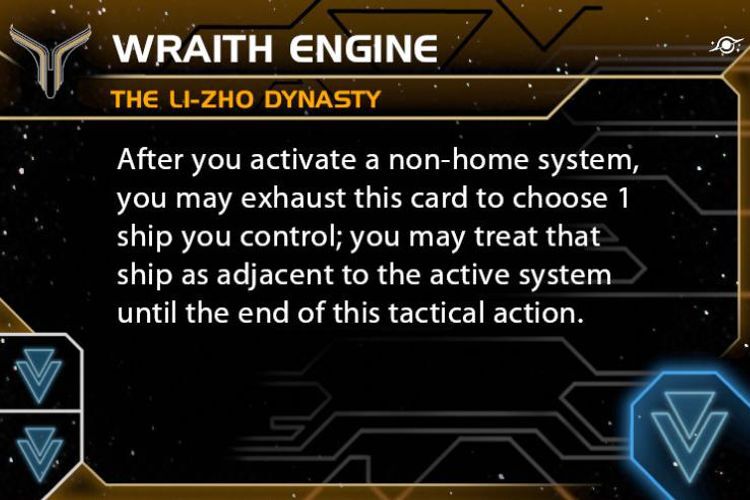 WRAITH ENGINE
THE LI-ZHO DYNASTY
After you activate a non-home system,
you may exhaust this card to choose 1
ship you control; you may treat that
ship as adjacent to the active system
until the end of this tactical action.